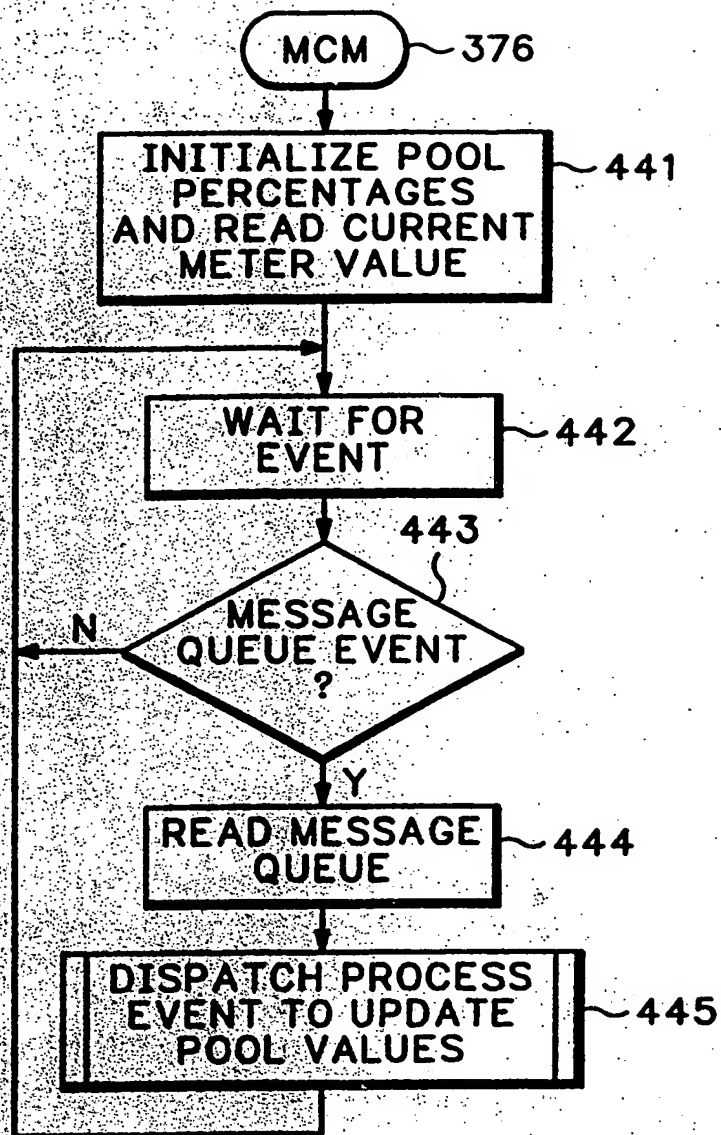 MCM 376
INITIALIZE POOL
PERCENTAGES
AND READ CURRENT
METER VALUE
441
WAIT FOR
EVENT
442
443
MESSAGE
QUEUE EVENT
?
N
Y
READ MESSAGE
QUEUE
444
DISPATCH PROCESS
EVENT TO UPDATE
POOL VALUES
445